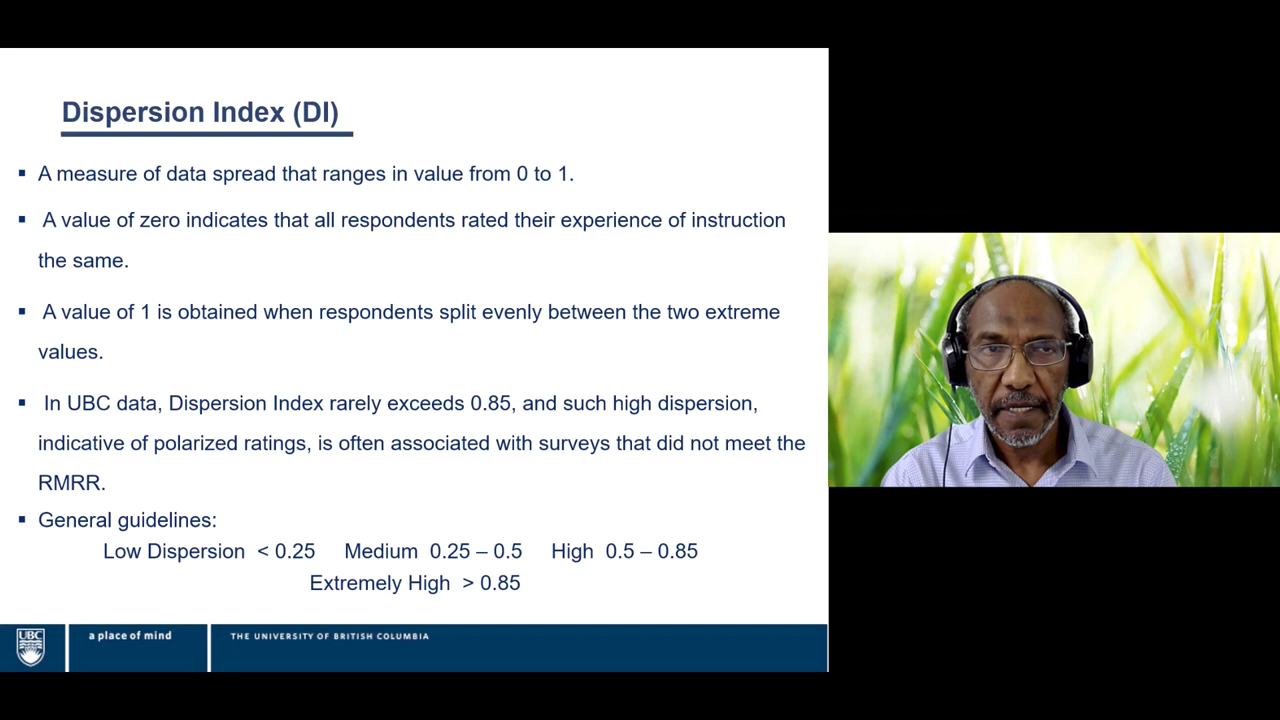 Dispersion Index (DI)
▪ A measure of data spread that ranges in value from 0 to 1.
▪ A value of zero indicates that all respondents rated their experience of instruction
the same.
▪ A value of 1 is obtained when respondents split evenly between the two extreme
values.
▪ In UBC data, Dispersion Index rarely exceeds 0.85, and such high dispersion,
indicative of polarized ratings, is often associated with surveys that did not meet the
RMRR.
▪ General guidelines:
Low Dispersion < 0.25 Medium 0.25 – 0.5 High 0.5 – 0.85
Extremely High > 0.85
UBC a place of mind THE UNIVERSITY OF BRITISH COLUMBIA